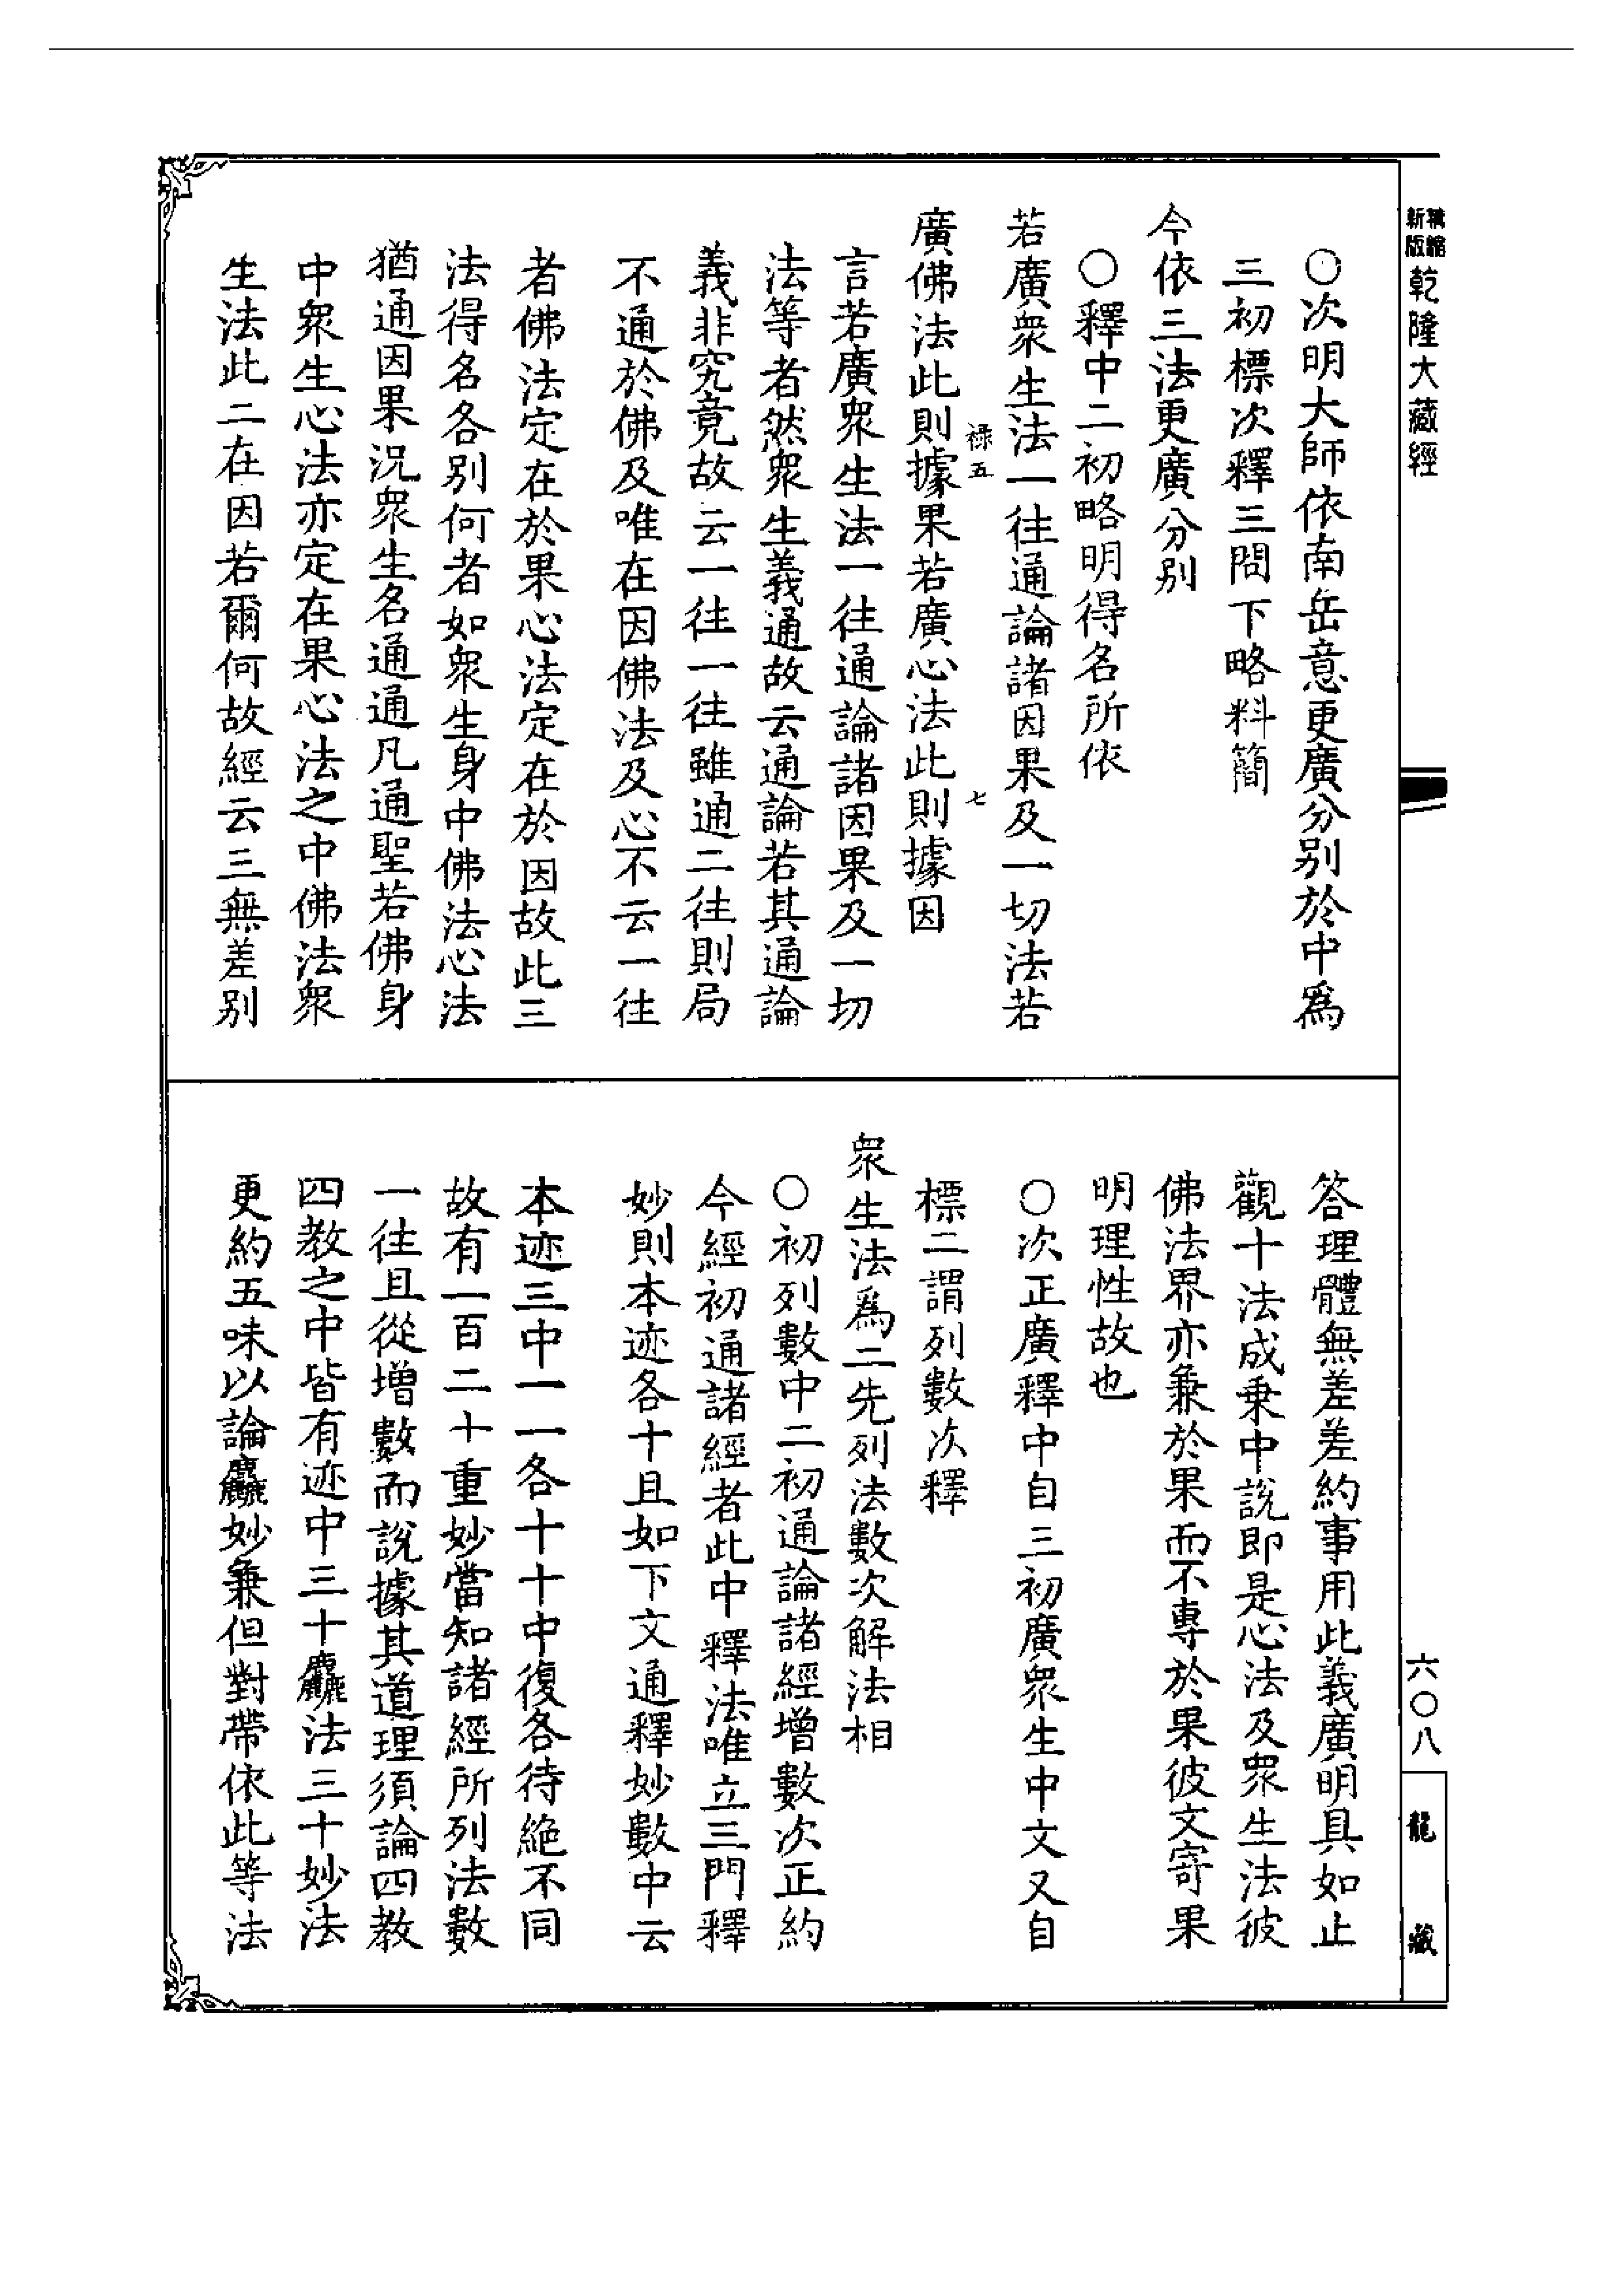 新版精縮乾隆大藏經
六〇八
龍藏
〇次明大師依南岳意更廣分別於中爲
三初標次釋三問下略料簡
今依三法更廣分別
〇釋中二初略明得名所依
若廣衆生法一往通論諸因果及一切法若
祿五 七
廣佛法此則據果若廣心法此則據因
言若廣衆生法一往通論諸因果及一切
法等者然衆生義通故云通論若其通論
義非究竟故云一往一往雖通二往則局
不通於佛及唯在因佛法及心不云一往
者佛法定在於果心法定在於因故此三
法得名各別何者如衆生身中佛法心法
猶通因果況衆生名通通凡通聖若佛身
中衆生心法亦定在果心法之中佛法衆
生法此二在因若爾何故經云三無差別
答理體無差差約事用此義廣明具如止
觀十法成乗中說即是心法及衆生法彼
佛法界亦兼於果而不專於果彼文寄果
明理性故也
〇次正廣釋中自三初廣衆生中文又自
標二謂列數次釋
衆生法爲二先列法數次解法相
〇初列數中二初通論諸經增數次正約
今經初通諸經者此中釋法唯立三門釋
妙則本迹各十且如下文通釋妙數中云
本迹三中一一各十十中復各待絶不同
故有一百二十重妙當知諸經所列法數
一往且從增數而說據其道理須論四教
四教之中皆有迹中三十麤法三十妙法
更約五味以論麤妙兼但對帶依此等法